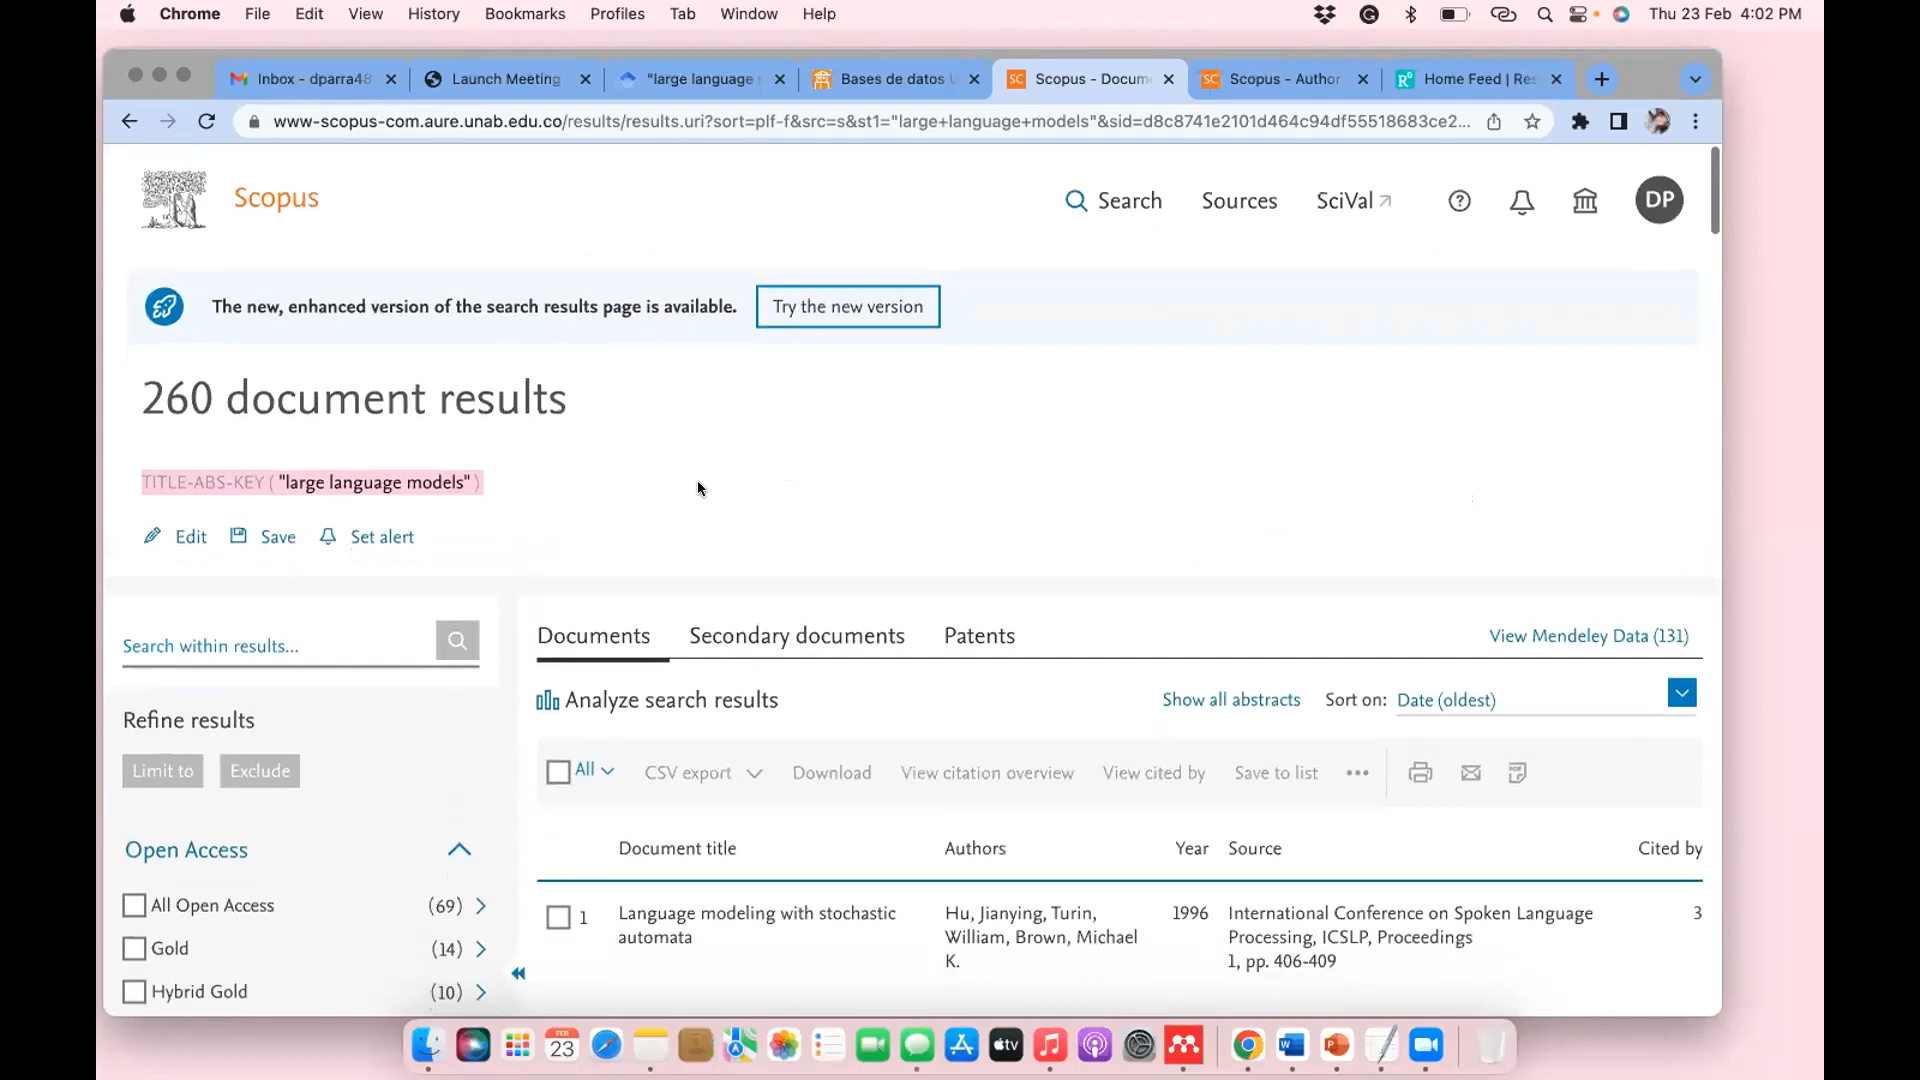 Chrome File Edit View History Bookmarks Profiles Tab Window Help Thu 23 Feb 4:02 PM
Inbox - dparra48 Launch Meeting "large language Bases de datos U SC Scopus - Docum SC Scopus - Author R Home Feed | Res
www-scopus-com.aure.unab.edu.co/results/results.uri?sort=plf-f&src=s&st1="large+language+models"&sid=d8c8741e2101d464c94df55518683ce2...
Scopus Search Sources SciVal DP
The new, enhanced version of the search results page is available. Try the new version
260 document results
TITLE-ABS-KEY ( "large language models" )
Edit Save Set alert
Search within results...
Documents Secondary documents Patents View Mendeley Data (131)
Refine results
Limit to Exclude
Analyze search results Show all abstracts Sort on: Date (oldest)
All CSV export Download View citation overview View cited by Save to list
Open Access
All Open Access (69)
Gold (14)
Hybrid Gold (10)
Document title Authors Year Source Cited by
1 Language modeling with stochastic Hu, Jianying, Turin, 1996 International Conference on Spoken Language 3
automata William, Brown, Michael Processing, ICSLP, Proceedings
K. 1, pp. 406-409
FEB
23
tv
W P